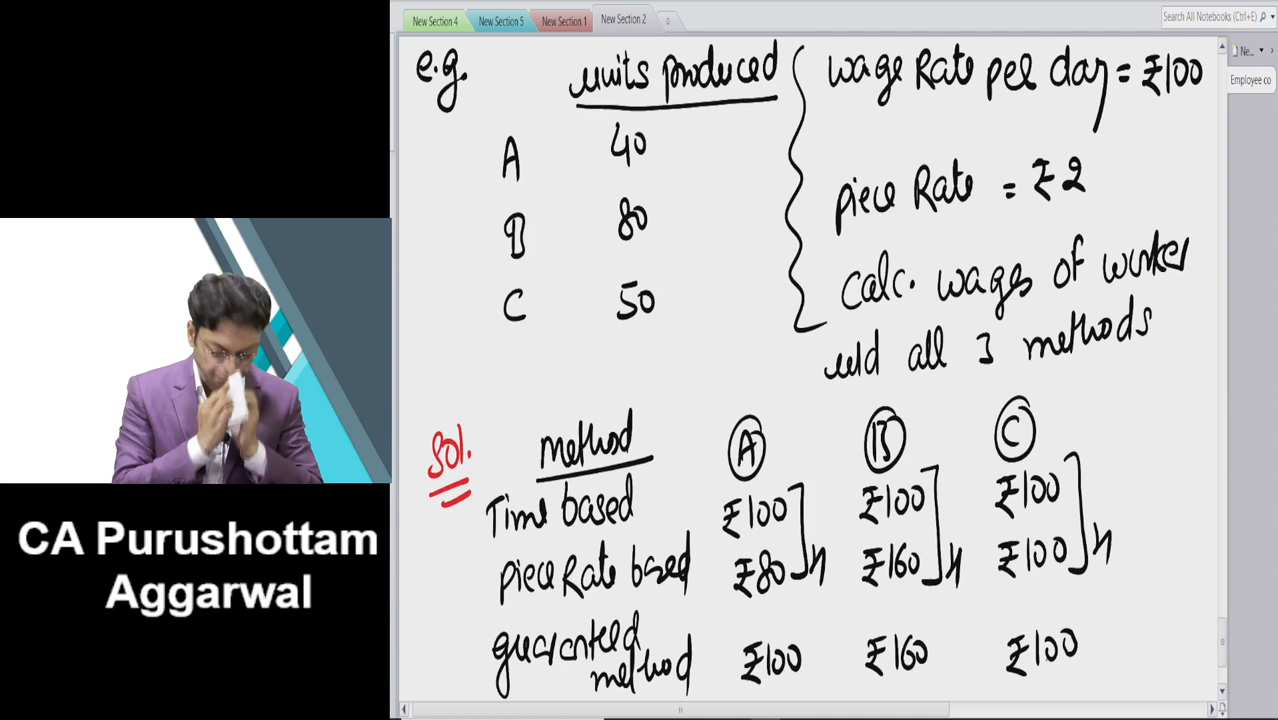 New Section 4 New Section 5 New Section 1 New Section 2
Search All Notebooks (Ctrl+E)
Ne...
Employee co
e.g. units produced wage Rate per day = ₹100
A 40
B 80
C 50
piece Rate = ₹2
calc. wages of worker
u/d all 3 methods
Sol. method A B C
Time based ₹100 ₹100 ₹100
piece Rate based ₹80 ₹160 ₹100
H H H
guaranteed
method ₹100 ₹160 ₹100
CA Purushottam
Aggarwal